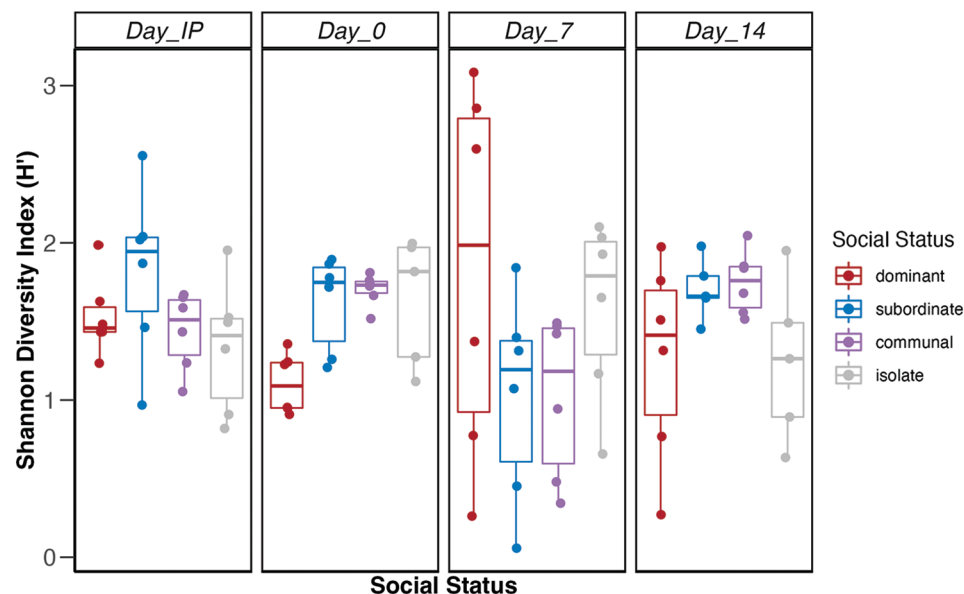 Day_IP Day_0 Day_7 Day_14
Shannon Diversity Index (H')
3
2
1
0
Social Status
Social Status
dominant
subordinate
communal
isolate